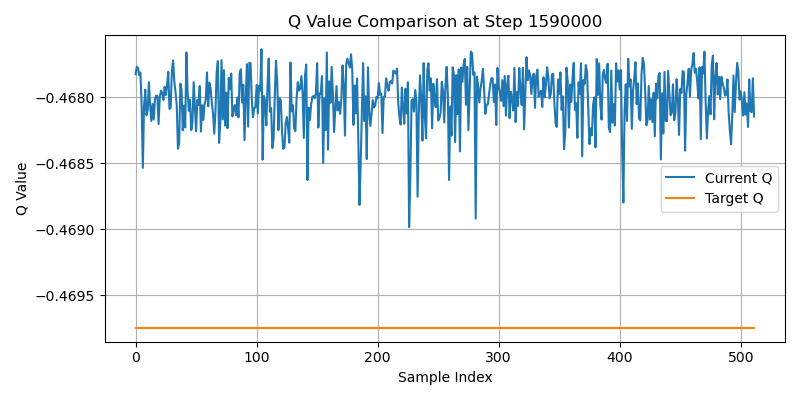 Q Value Comparison at Step 1590000
Q Value
−0.4680
−0.4685
−0.4690
−0.4695
Current Q
Target Q
0 100 200 300 400 500
Sample Index